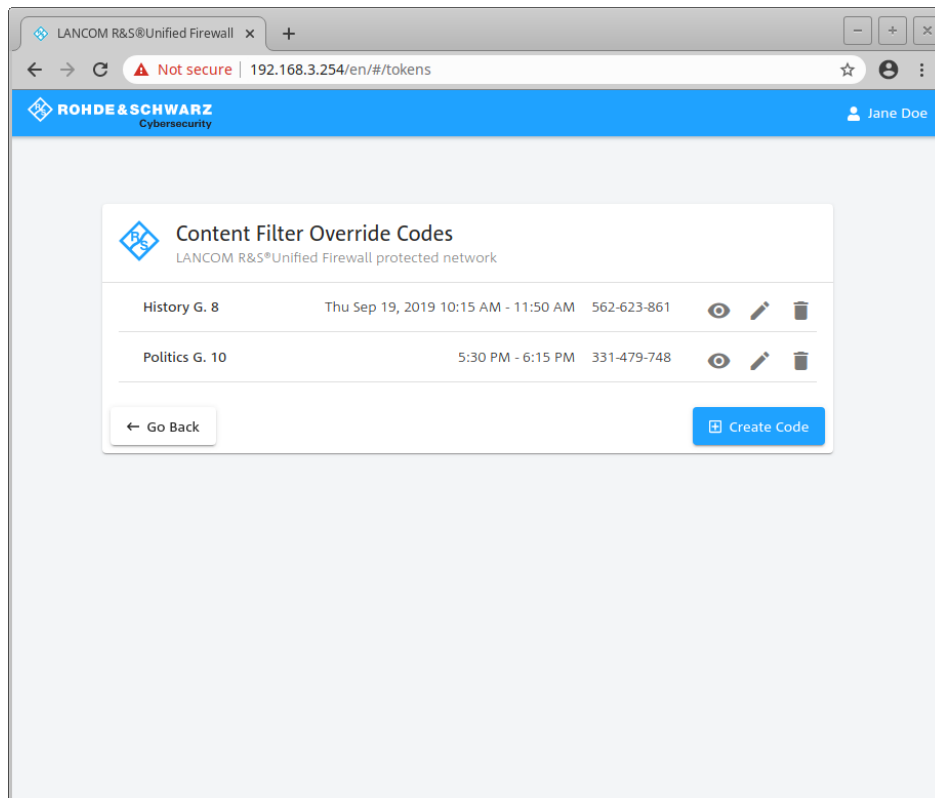 LANCOM R&S®Unified Firewall
Not secure | 192.168.3.254/en/#/tokens
R&S ROHDE&SCHWARZ
Cybersecurity
Jane Doe
R&S Content Filter Override Codes
LANCOM R&S®Unified Firewall protected network
History G. 8 Thu Sep 19, 2019 10:15 AM - 11:50 AM 562-623-861
Politics G. 10 5:30 PM - 6:15 PM 331-479-748
← Go Back
Create Code